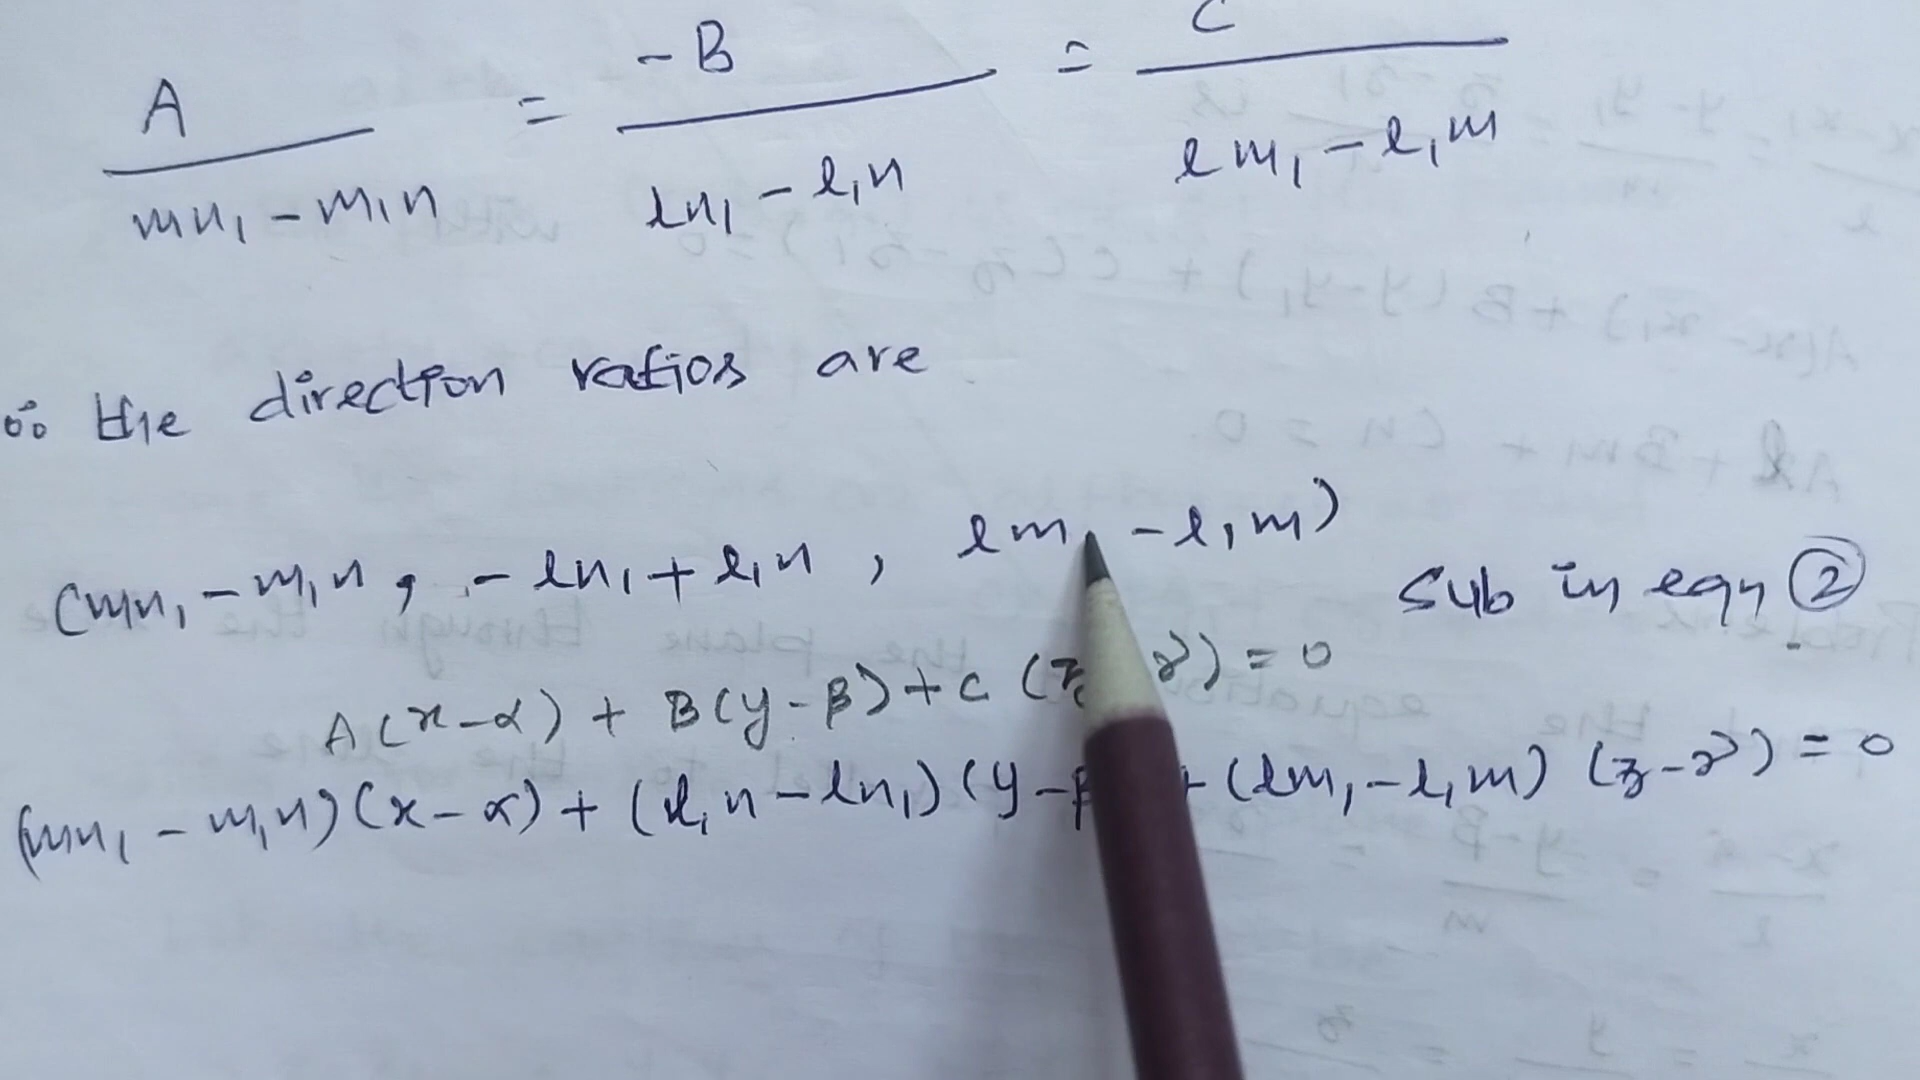 A/(mn₁ - m₁n) = -B/(ln₁ - l₁n) = C/(lm₁ - l₁m)
∴ the direction ratios are
(mn₁ - m₁n, -ln₁ + l₁n, lm₁ - l₁m) Sub in eqn ②
A(x-α) + B(y-β) + C(z γ) = 0
(mn₁ - m₁n)(x-α) + (l₁n - ln₁)(y-β + (lm₁ - l₁m)(z-γ) = 0